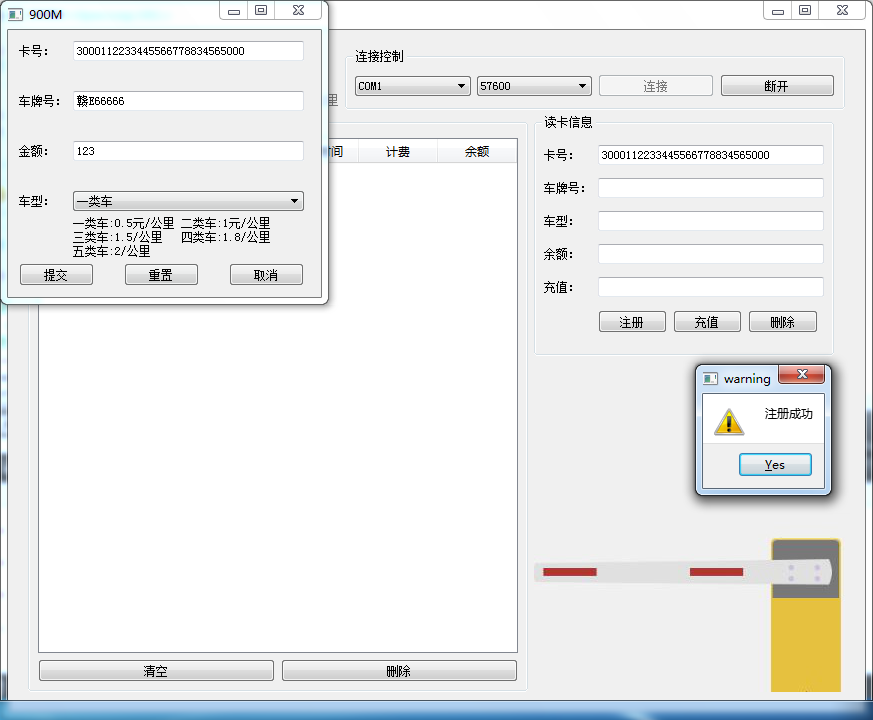 900M
卡号:
3000112233445566778834565000
车牌号:
赣E66666
金额:
123
车型:
一类车
一类车:0.5元/公里 二类车:1元/公里
三类车:1.5/公里 四类车:1.8/公里
五类车:2/公里
提交 重置 取消
里
连接控制
COM1 57600 连接 断开
间 计费 余额
读卡信息
卡号: 3000112233445566778834565000
车牌号:
车型:
余额:
充值:
注册 充值 删除
warning
注册成功
Yes
清空 删除